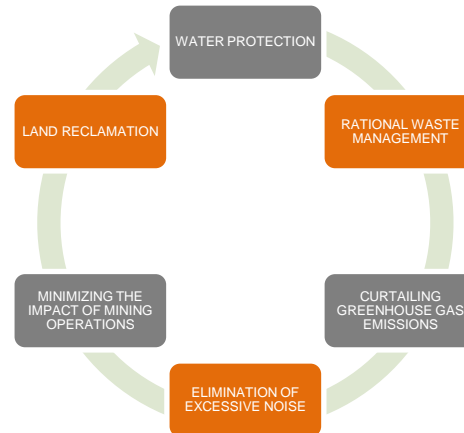 WATER PROTECTION
RATIONAL WASTE
MANAGEMENT
CURTAILING
GREENHOUSE GAS
EMISSIONS
ELIMINATION OF
EXCESSIVE NOISE
MINIMIZING THE
IMPACT OF MINING
OPERATIONS
LAND RECLAMATION